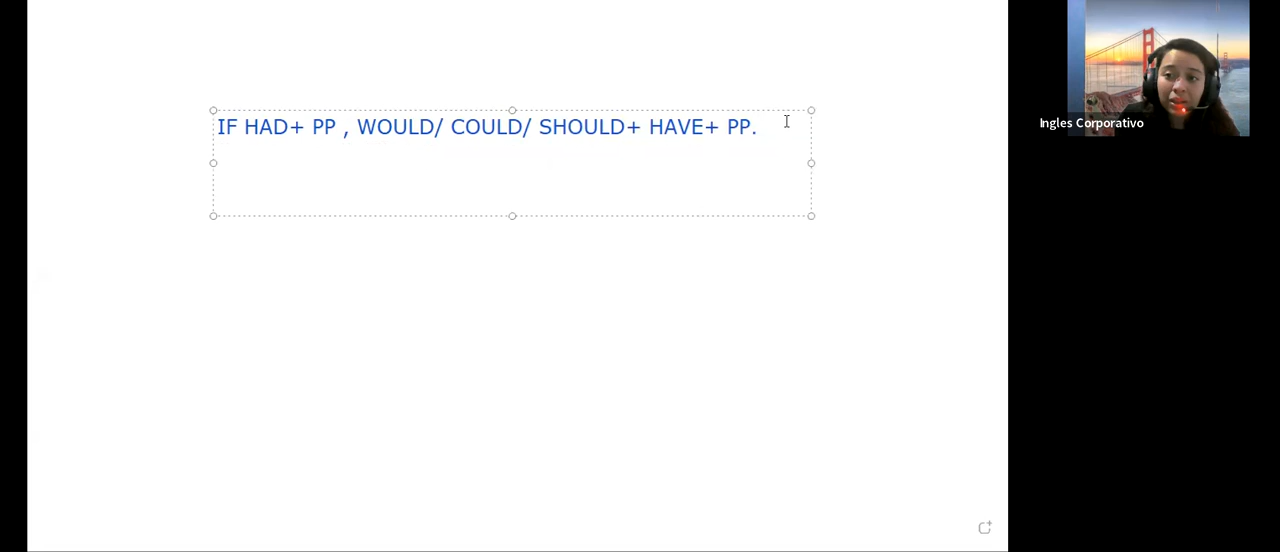 IF HAD+ PP , WOULD/ COULD/ SHOULD+ HAVE+ PP.
Ingles Corporativo